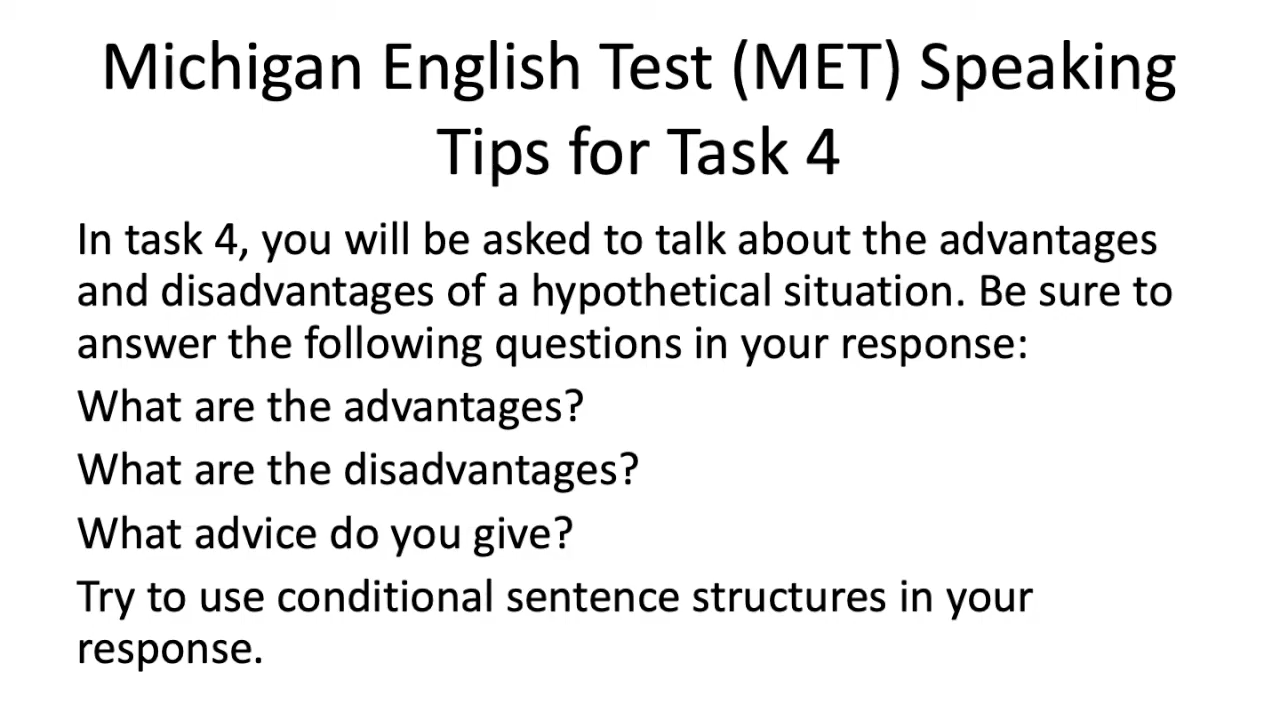 Michigan English Test (MET) Speaking
Tips for Task 4
In task 4, you will be asked to talk about the advantages
and disadvantages of a hypothetical situation. Be sure to
answer the following questions in your response:
What are the advantages?
What are the disadvantages?
What advice do you give?
Try to use conditional sentence structures in your
response.